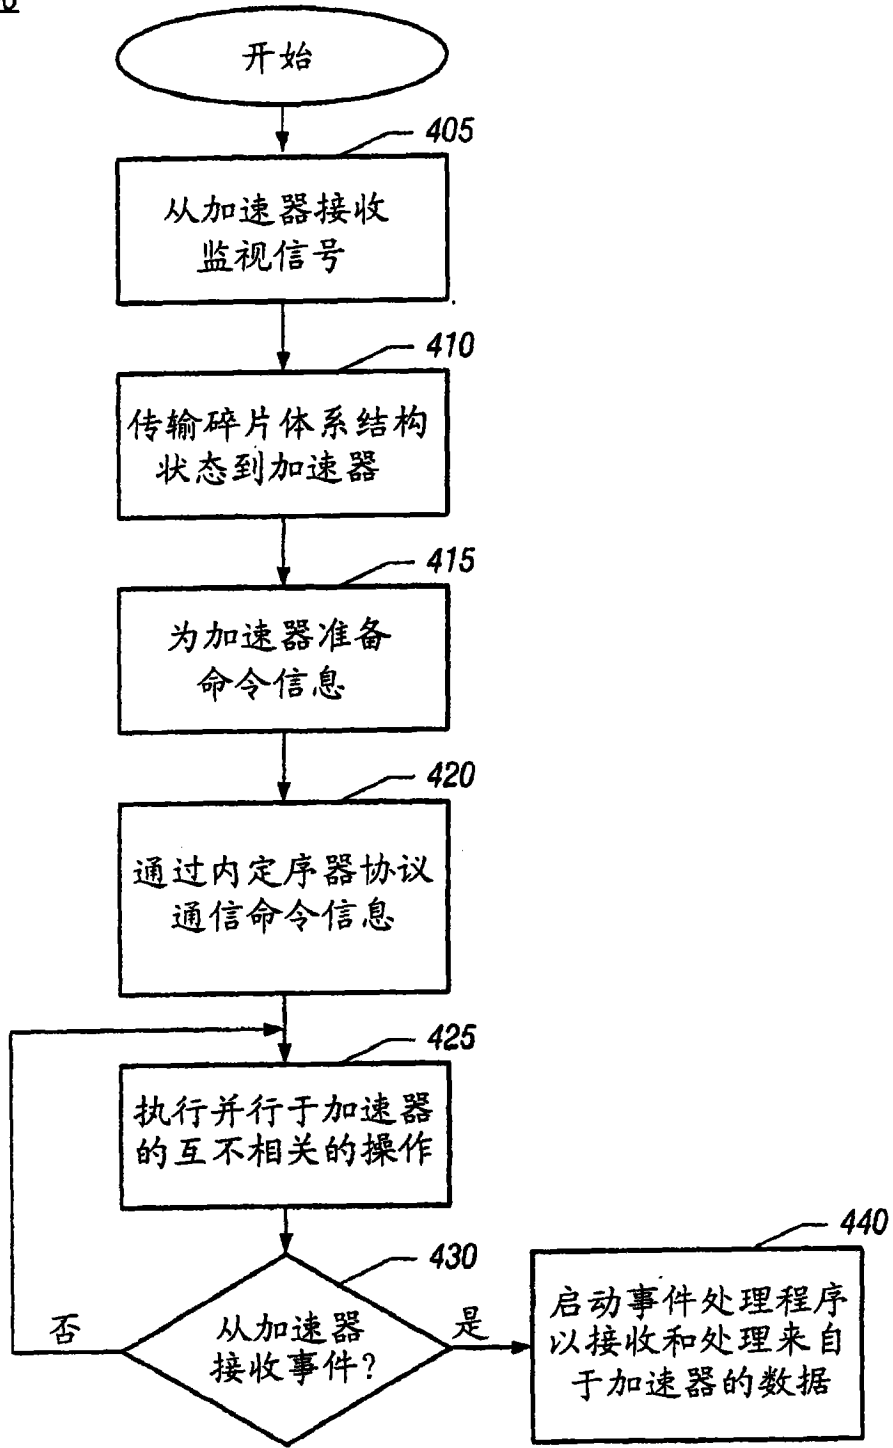 开始
405
从加速器接收
监视信号
410
传输碎片体系结构
状态到加速器
415
为加速器准备
命令信息
420
通过内定序器协议
通信命令信息
425
执行并行于加速器
的互不相关的操作
430
从加速器
接收事件?
否
是
440
启动事件处理程序
以接收和处理来自
于加速器的数据